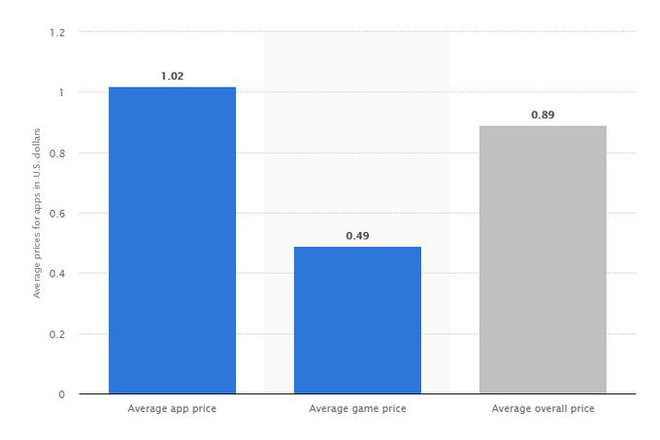 1.2
1
0.8
0.6
0.4
0.2
0
Average prices for apps in U.S. dollars
1.02
0.49
0.89
Average app price
Average game price
Average overall price